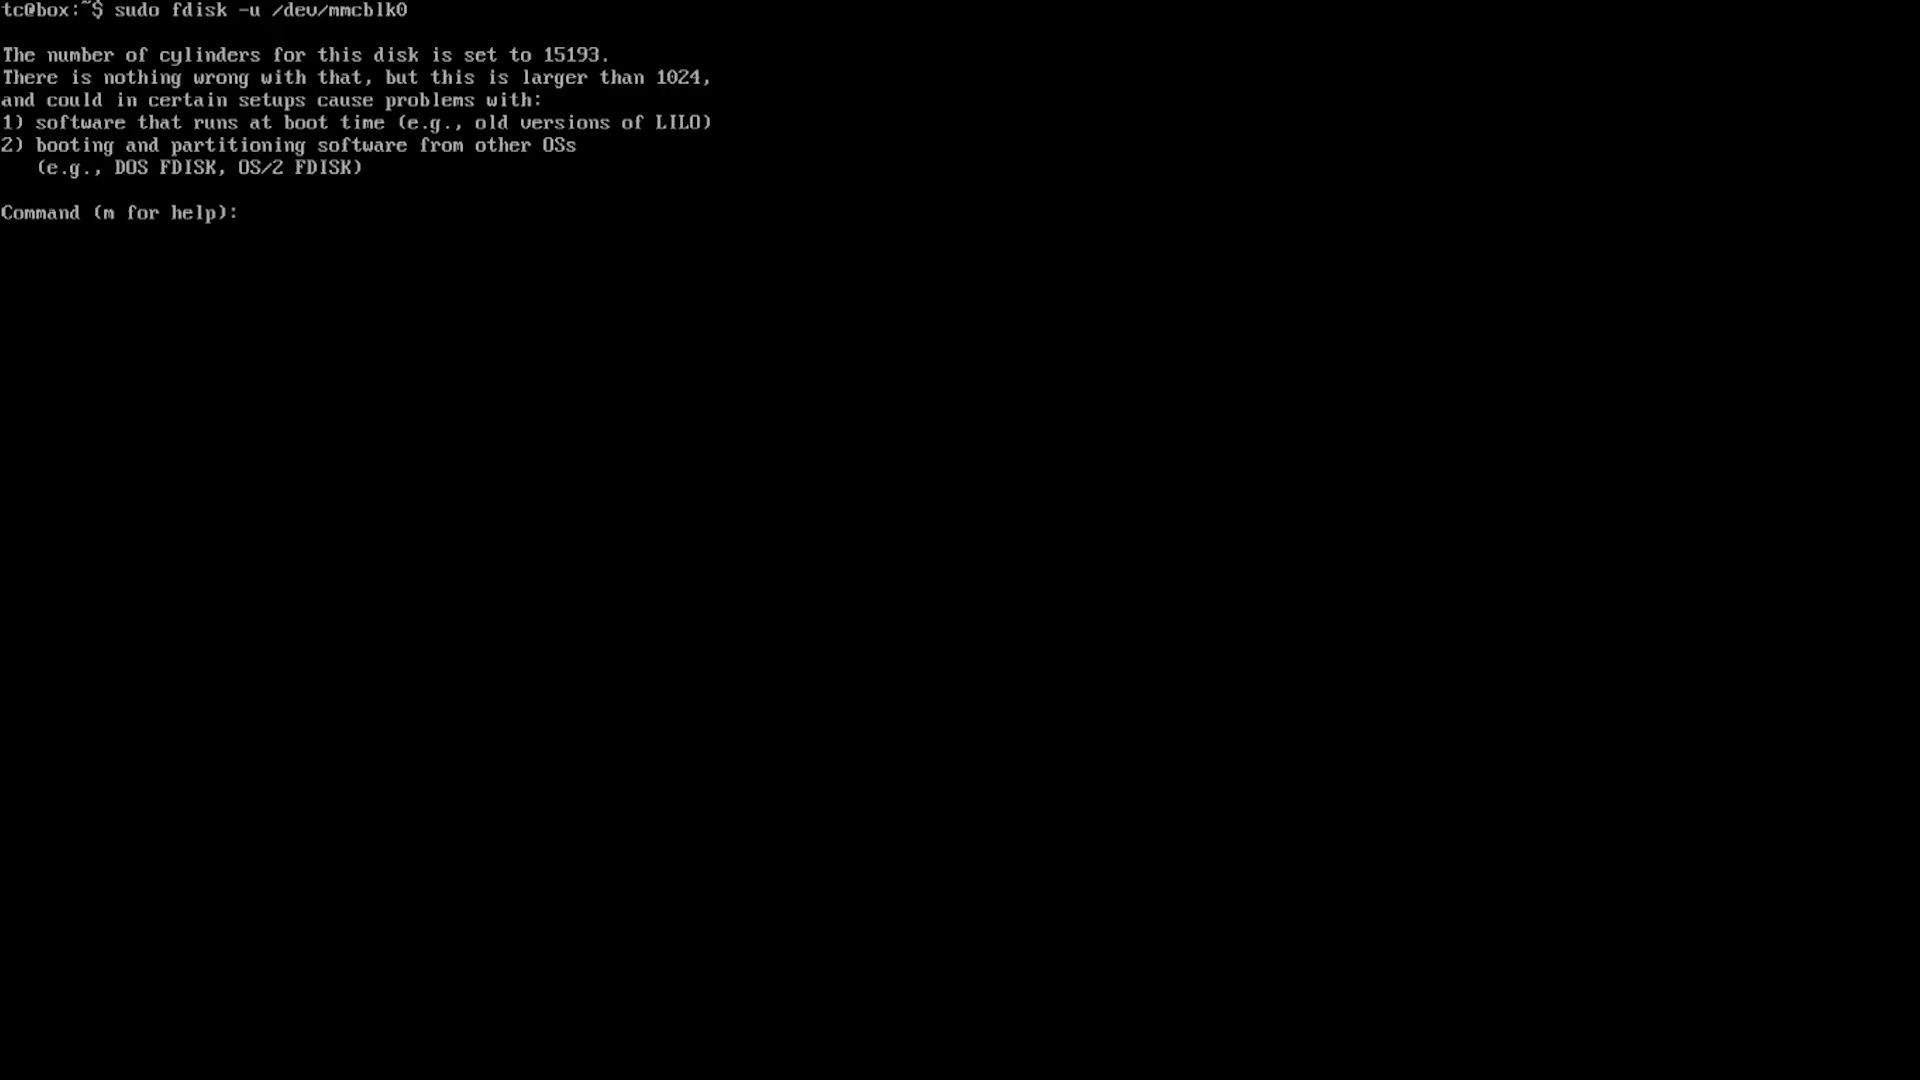 tc@box:~$ sudo fdisk -u /dev/mmcblk0
The number of cylinders for this disk is set to 15193.
There is nothing wrong with that, but this is larger than 1024,
and could in certain setups cause problems with:
1) software that runs at boot time (e.g., old versions of LILO)
2) booting and partitioning software from other OSs
   (e.g., DOS FDISK, OS/2 FDISK)
Command (m for help):